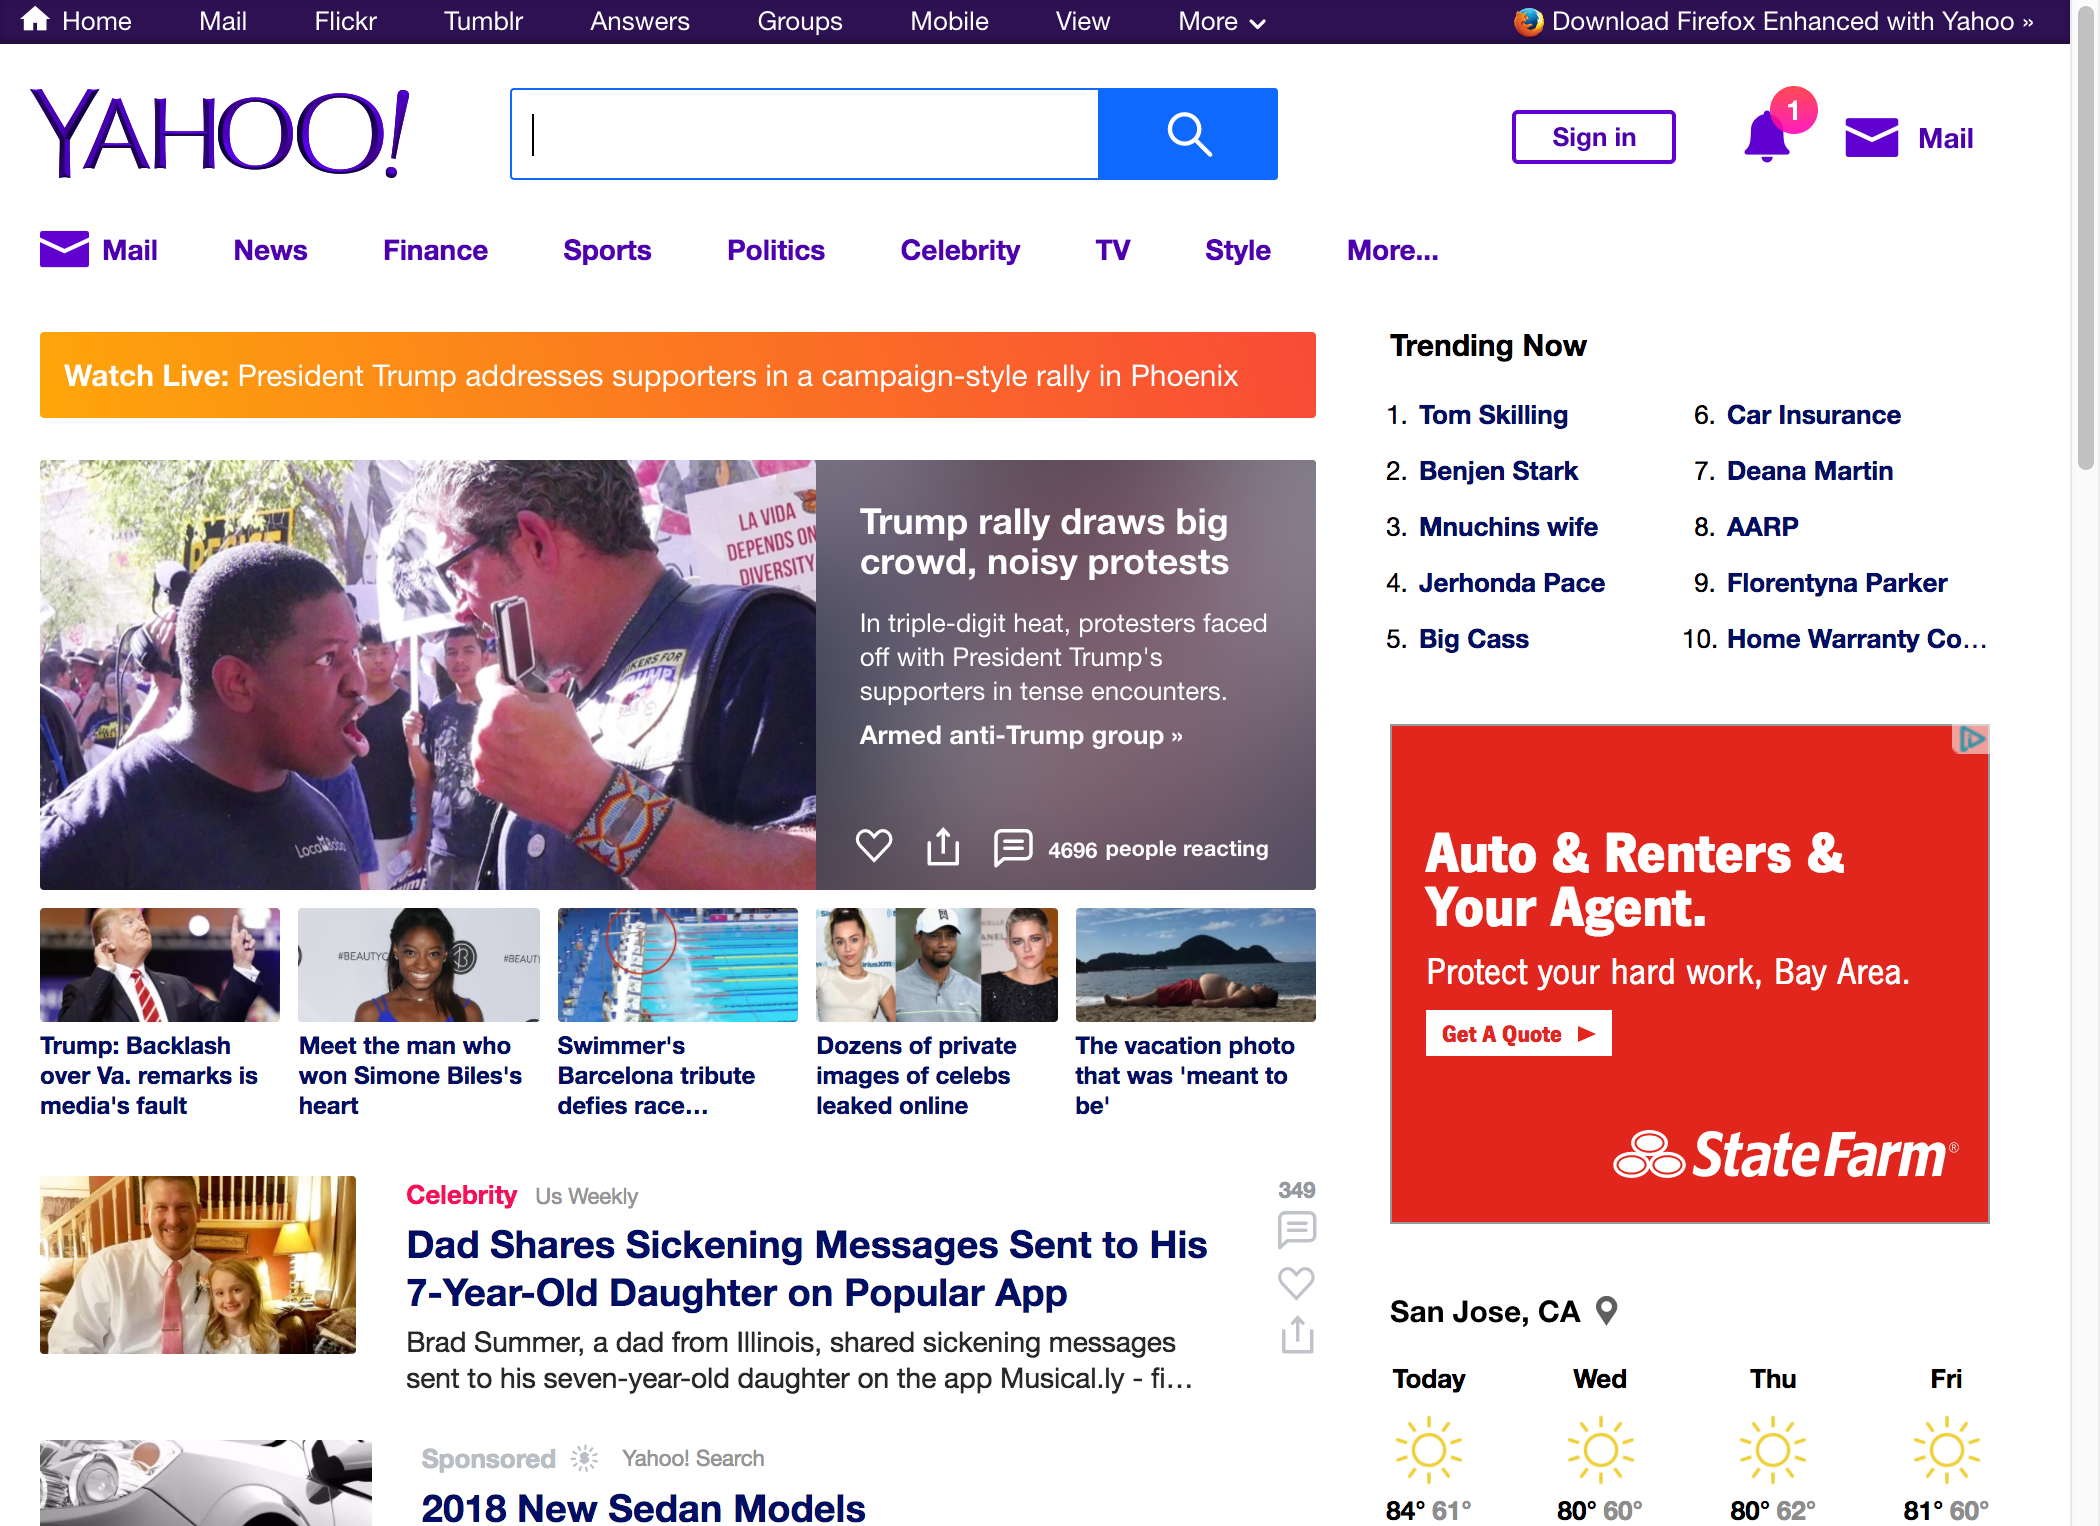 Home Mail Flickr Tumblr Answers Groups Mobile View More Download Firefox Enhanced with Yahoo »
YAHOO!
Sign in
1
Mail
Mail News Finance Sports Politics Celebrity TV Style More...
Watch Live: President Trump addresses supporters in a campaign-style rally in Phoenix
LA VIDA
DEPENDS ON
DIVERSITY
Trump rally draws big
crowd, noisy protests
In triple-digit heat, protesters faced
off with President Trump's
supporters in tense encounters.
Armed anti-Trump group »
4696 people reacting
Trump: Backlash
over Va. remarks is
media's fault
#BEAUTYC
#BEAUTY
Meet the man who
won Simone Biles's
heart
Swimmer's
Barcelona tribute
defies race...
Dozens of private
images of celebs
leaked online
The vacation photo
that was 'meant to
be'
Celebrity Us Weekly
Dad Shares Sickening Messages Sent to His
7-Year-Old Daughter on Popular App
Brad Summer, a dad from Illinois, shared sickening messages
sent to his seven-year-old daughter on the app Musical.ly - fi...
349
Sponsored Yahoo! Search
2018 New Sedan Models
Trending Now
1. Tom Skilling
2. Benjen Stark
3. Mnuchins wife
4. Jerhonda Pace
5. Big Cass
6. Car Insurance
7. Deana Martin
8. AARP
9. Florentyna Parker
10. Home Warranty Co...
Auto & Renters &
Your Agent.
Protect your hard work, Bay Area.
Get A Quote
StateFarm®
San Jose, CA
Today Wed Thu Fri
84° 61° 80° 60° 80° 62° 81° 60°